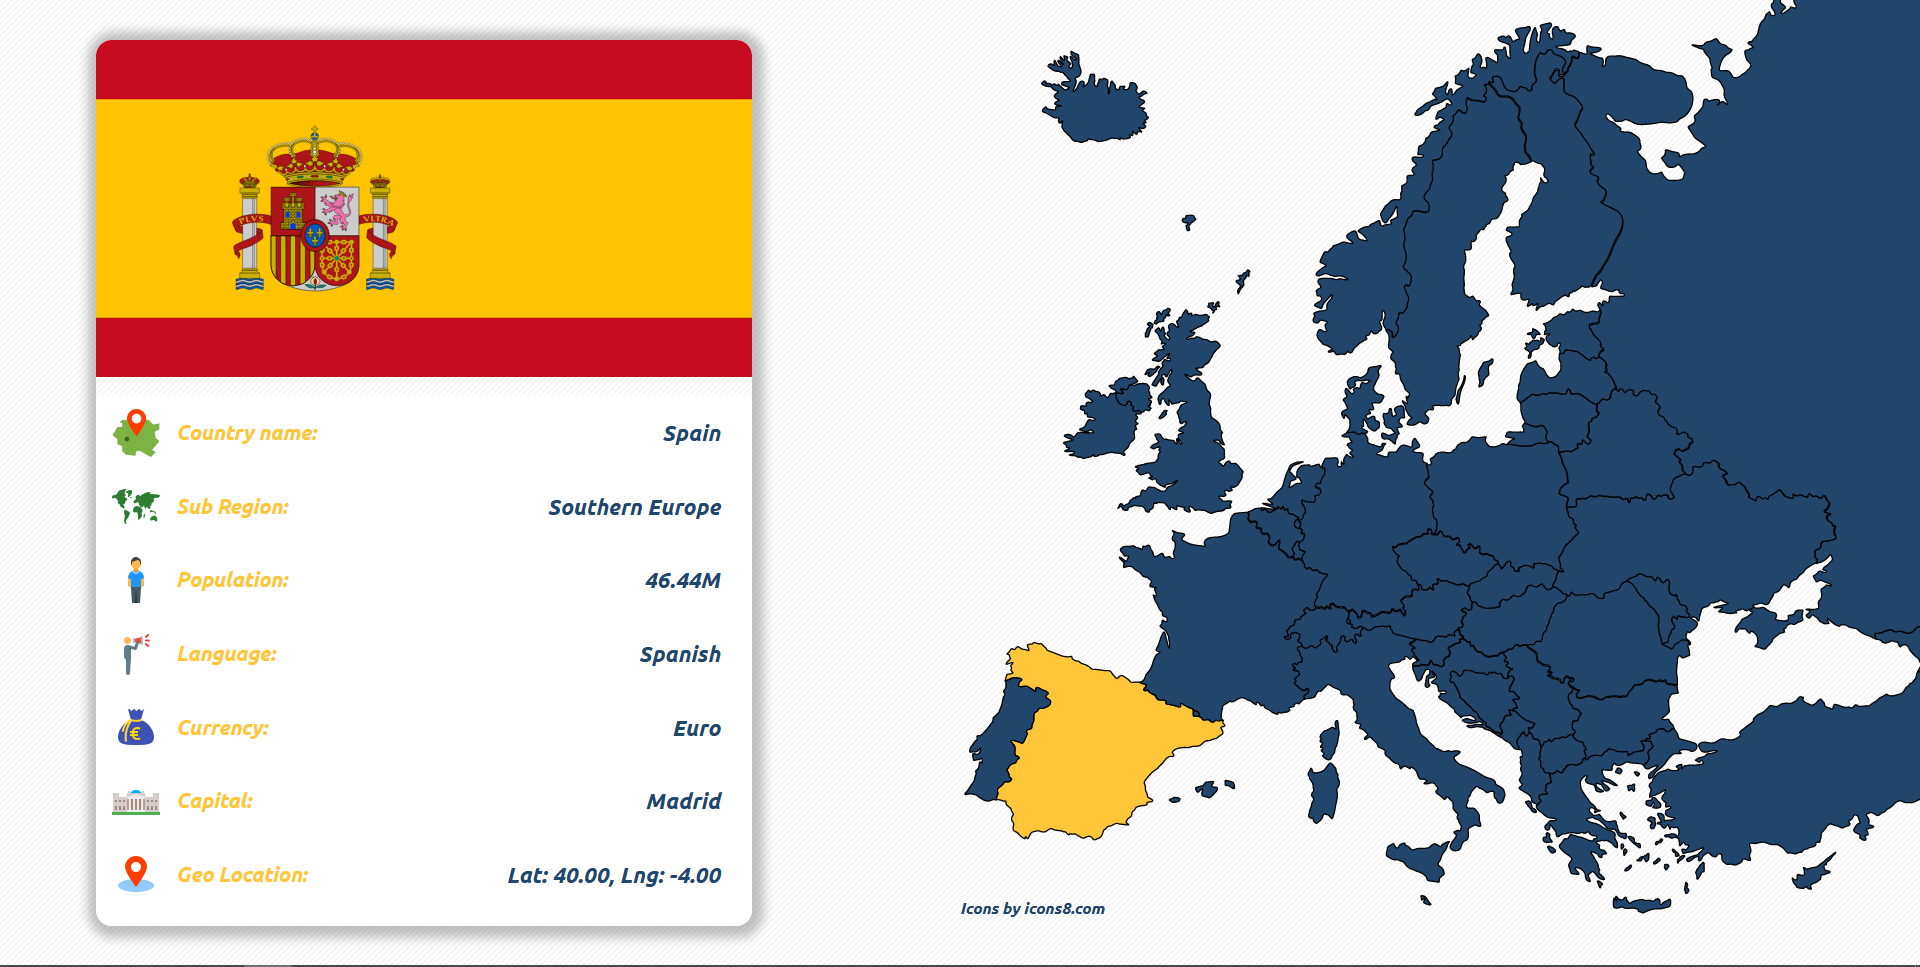 PLVS VLTRA
Country name: Spain
Sub Region: Southern Europe
Population: 46.44M
Language: Spanish
Currency: Euro
Capital: Madrid
Geo Location: Lat: 40.00, Lng: -4.00
Icons by icons8.com